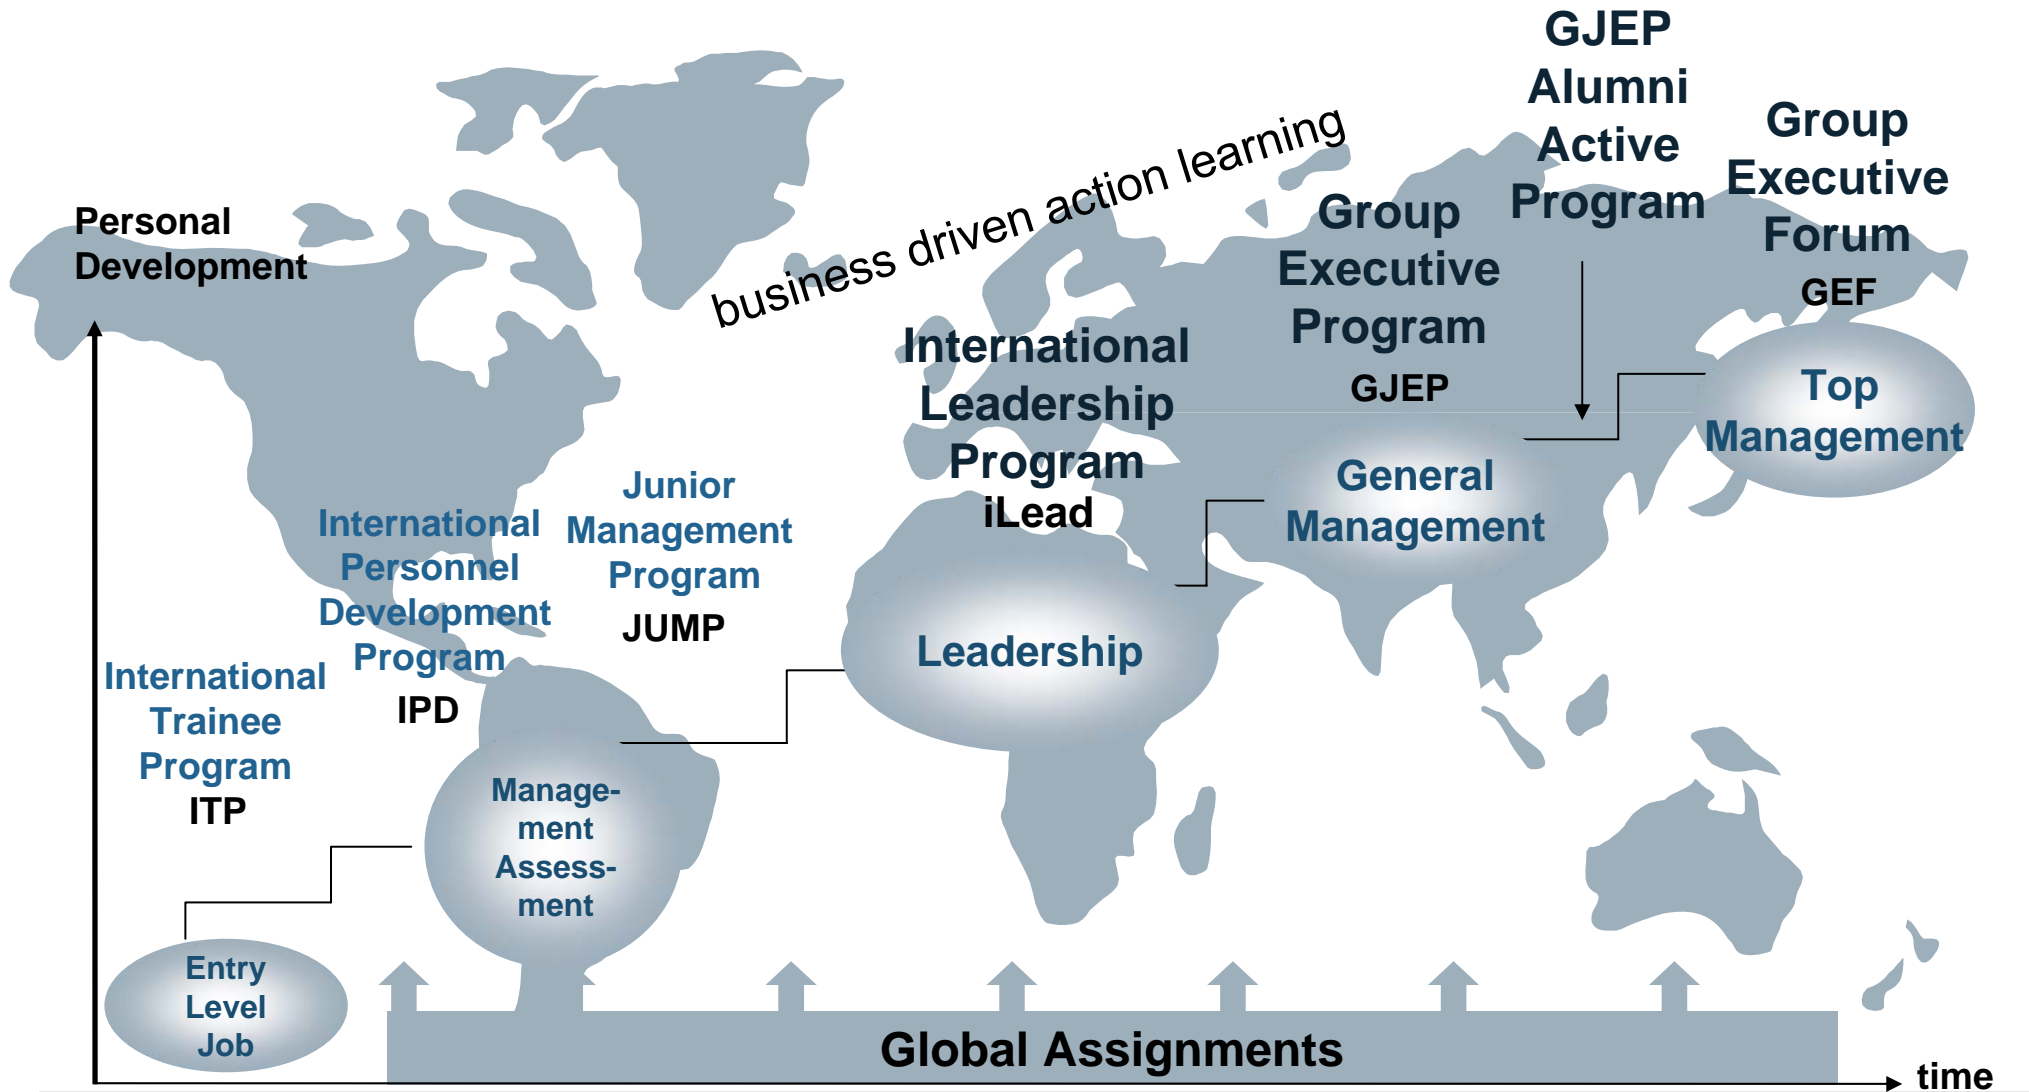 Personal
Development
business driven action learning
International
Trainee
Program
ITP
International
Personnel
Development
Program
IPD
Junior
Management
Program
JUMP
International
Leadership
Program
iLead
Group
Executive
Program
GJEP
GJEP
Alumni
Active
Program
Group
Executive
Forum
GEF
Entry
Level
Job
Manage-
ment
Assess-
ment
Leadership
General
Management
Top
Management
Global Assignments
time